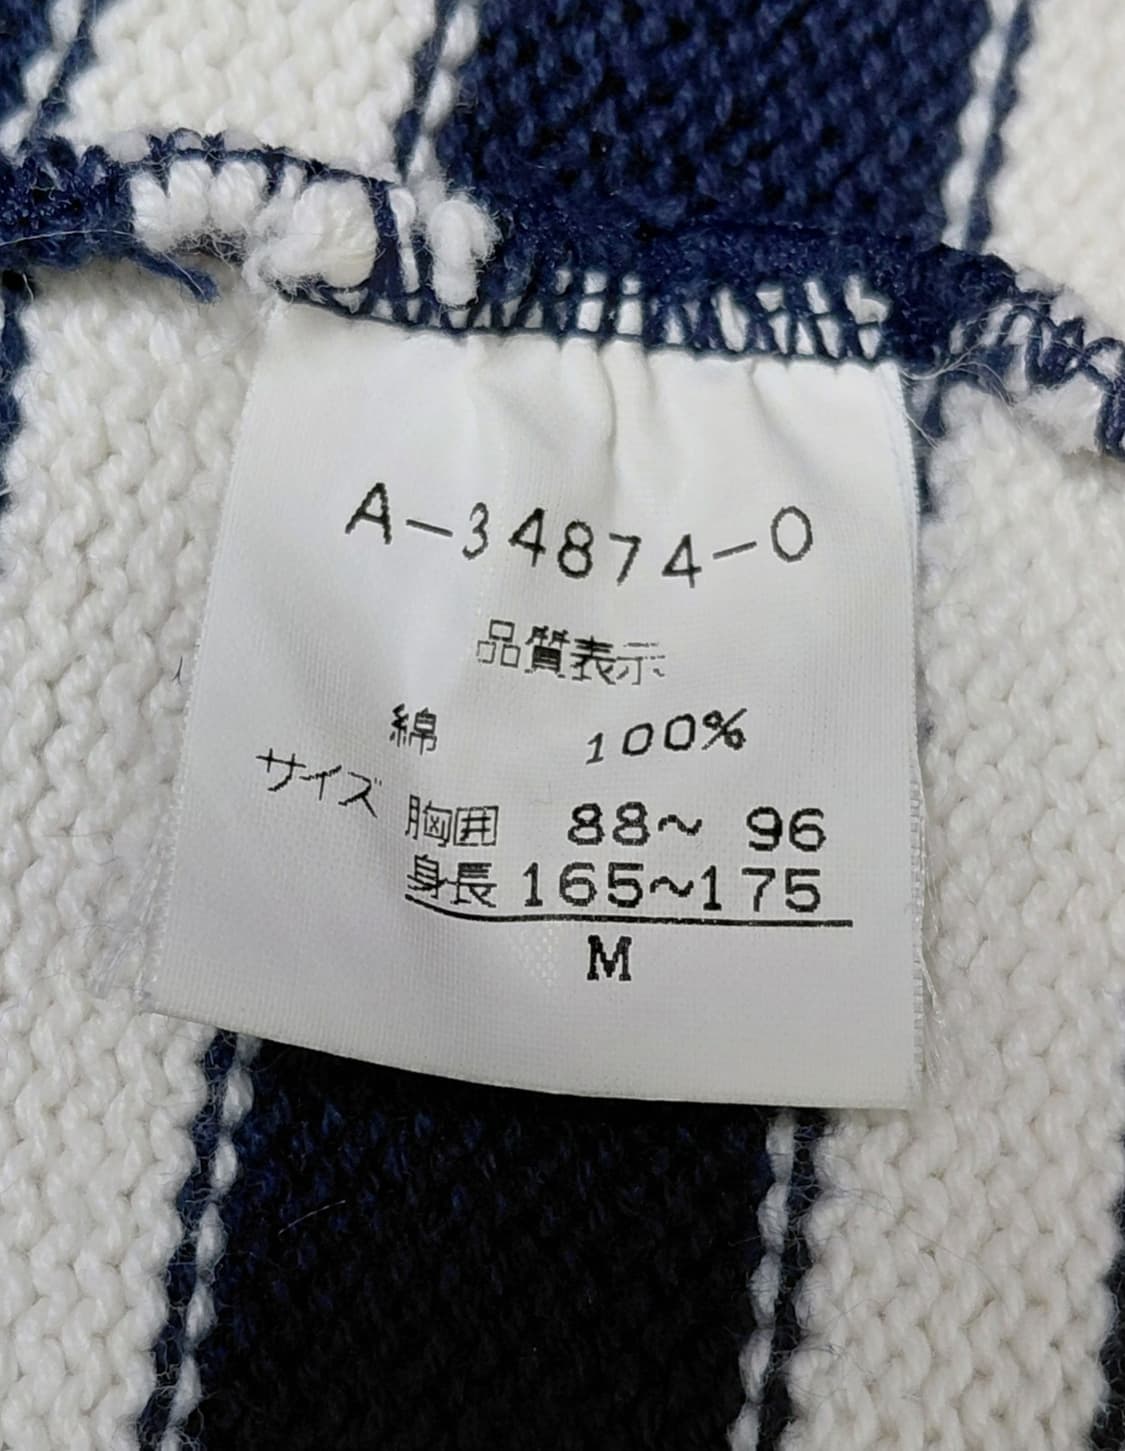 A-34874-0
品質表示
綿 100%
サイズ 胸囲 88~ 96
身長 165~175
M